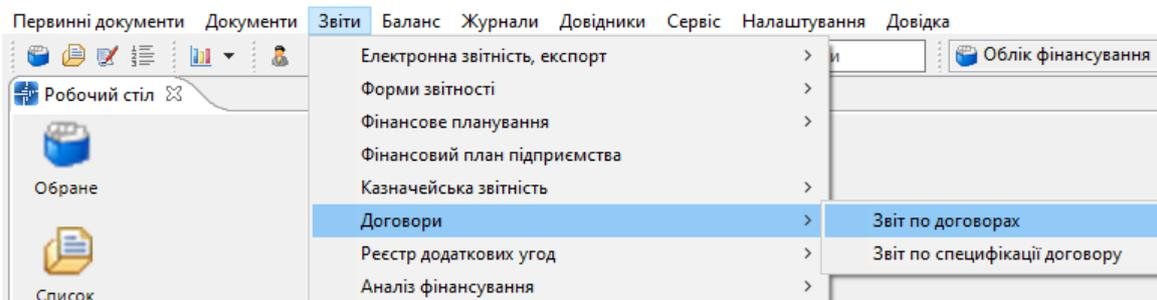 Первинні документи Документи Звіти Баланс Журнали Довідники Сервіс Налаштування Довідка
Облік фінансування
Робочий стіл
Обране
Список
Електронна звітність, експорт
Форми звітності
Фінансове планування
Фінансовий план підприємства
Казначейська звітність
Договори
Реєстр додаткових угод
Аналіз фінансування
Звіт по договорах
Звіт по специфікації договору